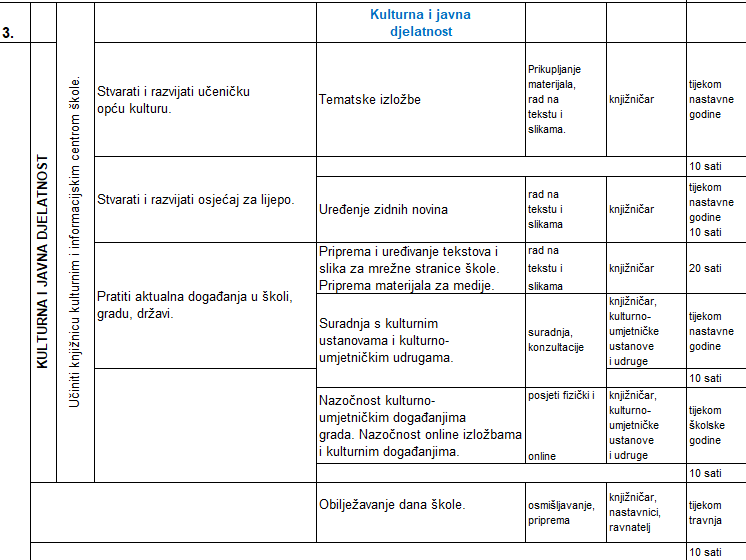 3.
KULTURNA I JAVNA DJELATNOST
Učiniti knjižnicu kulturnim i informacijskim centrom škole.
Kulturna i javna
djelatnost
Stvarati i razvijati učeničku
opću kulturu.
Tematske izložbe
Prikupljanje
materijala,
rad na
tekstu i
slikama.
knjižničar
tijekom
nastavne
godine
10 sati
Stvarati i razvijati osjećaj za lijepo.
Uređenje zidnih novina
rad na
tekstu i
slikama
knjižničar
tijekom
nastavne
godine
10 sati
Pratiti aktualna događanja u školi,
gradu, državi.
Priprema i uređivanje tekstova i
slika za mrežne stranice škole.
Priprema materijala za medije.
rad na
tekstu i
slikama
knjižničar
20 sati
Suradnja s kulturnim
ustanovama i kulturno-
umjetničkim udrugama.
suradnja,
konzultacije
knjižničar,
kulturno-
umjetničke
ustanove
i udruge
tijekom
nastavne
godine
10 sati
Nazočnost kulturno-
umjetničkim događanjima
grada. Nazočnost online izložbama
i kulturnim događanjima.
posjeti fizički i
online
knjižničar,
kulturno-
umjetničke
ustanove
i udruge
tijekom
školske
godine
10 sati
Obilježavanje dana škole.
osmišljavanje,
priprema
knjižničar,
nastavnici,
ravnatelj
tijekom
travnja
10 sati